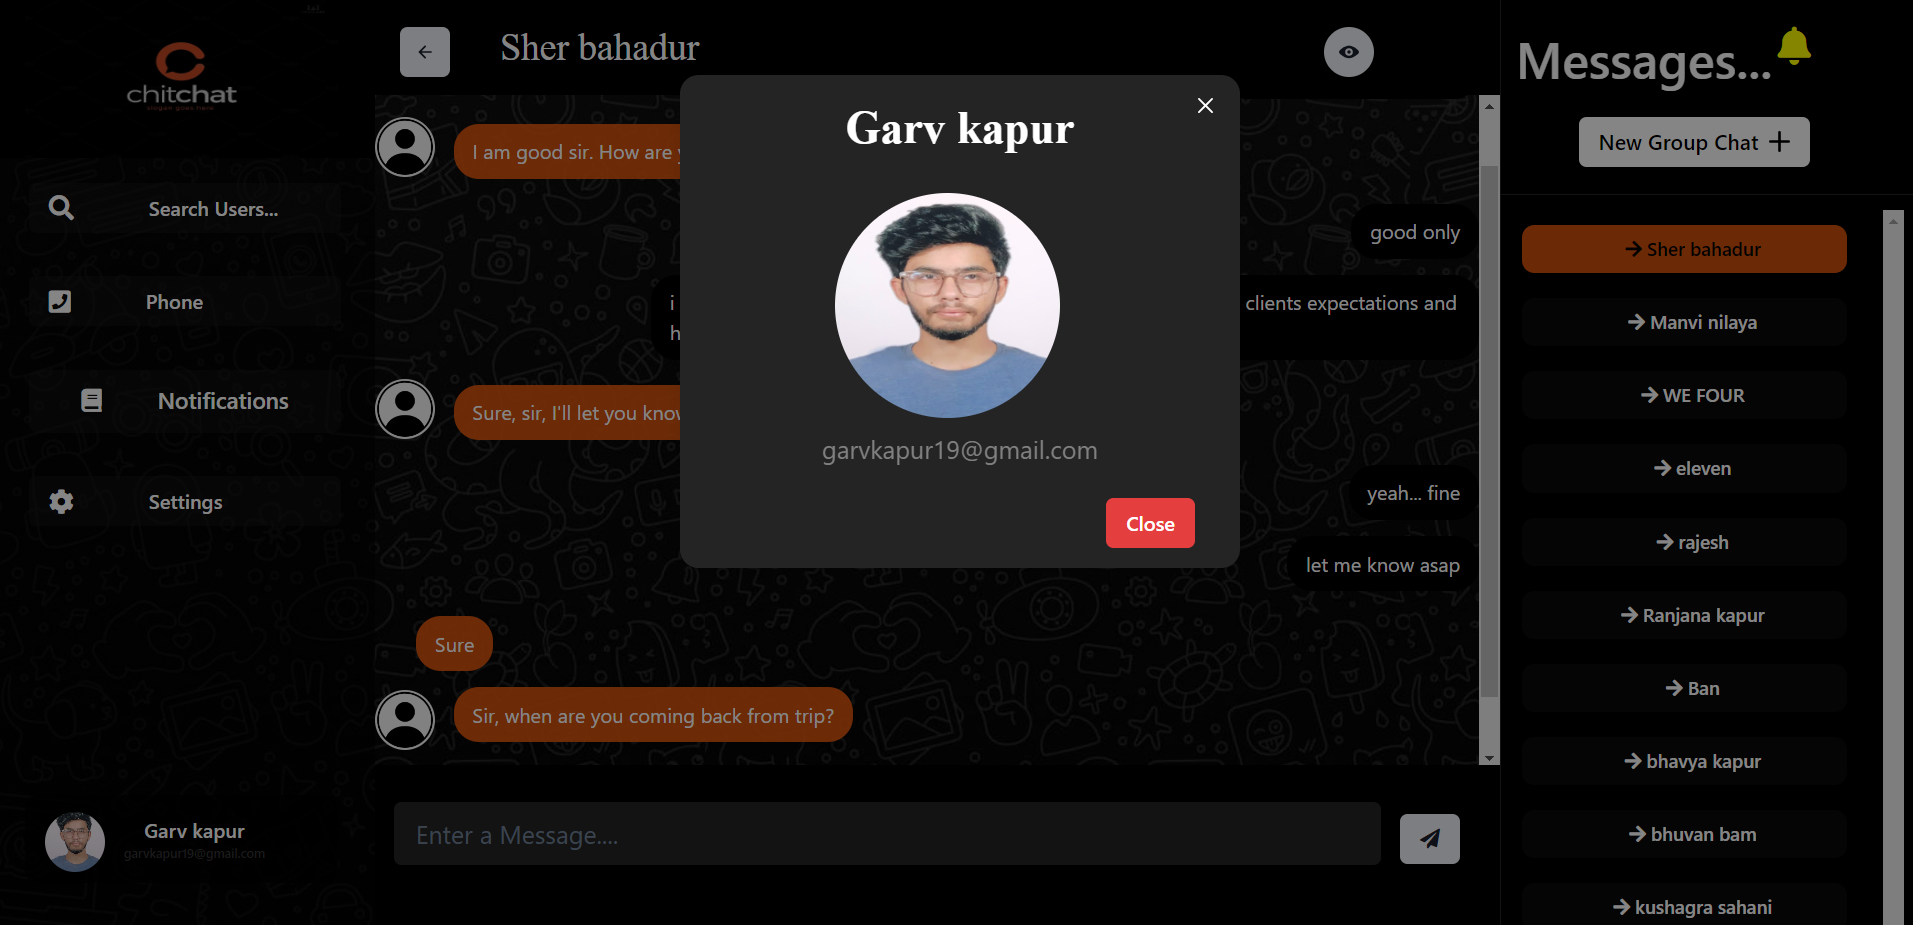 chitchat
Search Users...
Phone
Notifications
Settings
Garv kapur
garvkapur19@gmail.com
Sher bahadur
I am good sir. How are y
good only
i
clients expectations and
h
Sure, sir, I'll let you know
yeah... fine
let me know asap
Sure
Sir, when are you coming back from trip?
Enter a Message....
Garv kapur
garvkapur19@gmail.com
Close
Messages...
New Group Chat
Sher bahadur
Manvi nilaya
WE FOUR
eleven
rajesh
Ranjana kapur
Ban
bhavya kapur
bhuvan bam
kushagra sahani